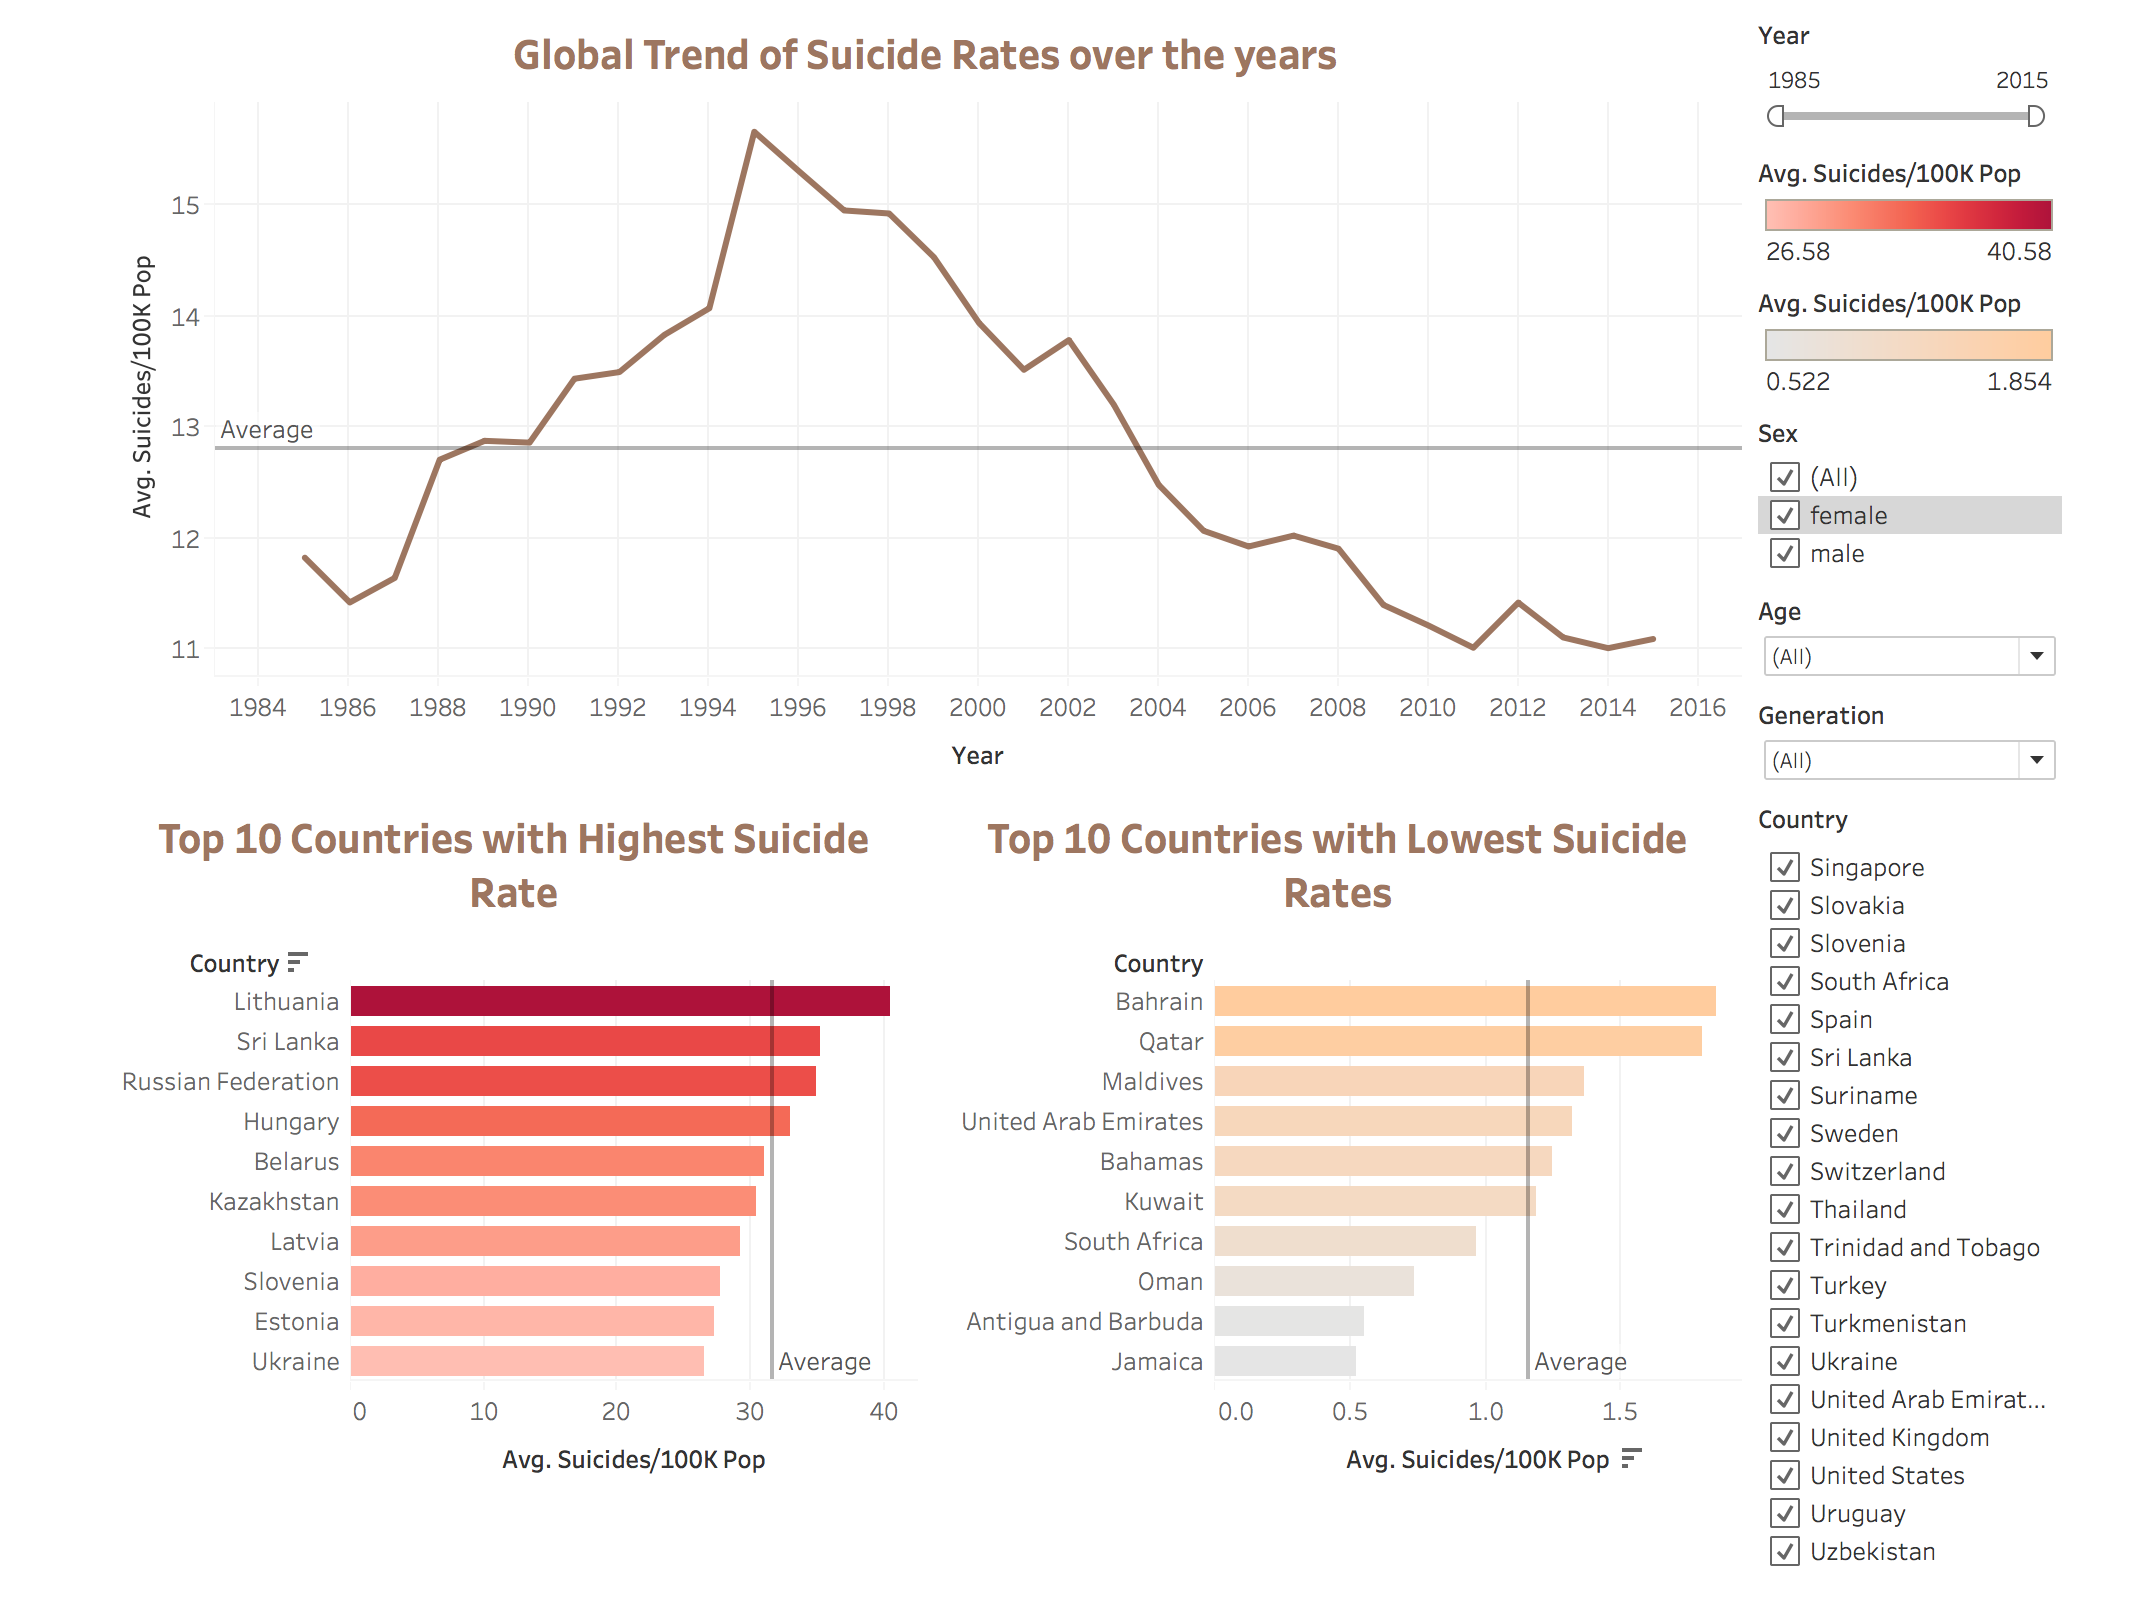 Global Trend of Suicide Rates over the years
Avg. Suicides/100K Pop
15
14
13
12
11
Average
1984 1986 1988 1990 1992 1994 1996 1998 2000 2002 2004 2006 2008 2010 2012 2014 2016
Year
Top 10 Countries with Highest Suicide
Rate
Country
Lithuania
Sri Lanka
Russian Federation
Hungary
Belarus
Kazakhstan
Latvia
Slovenia
Estonia
Ukraine
Average
0 10 20 30 40
Avg. Suicides/100K Pop
Top 10 Countries with Lowest Suicide
Rates
Country
Bahrain
Qatar
Maldives
United Arab Emirates
Bahamas
Kuwait
South Africa
Oman
Antigua and Barbuda
Jamaica
Average
0.0 0.5 1.0 1.5
Avg. Suicides/100K Pop
Year
1985 2015
Avg. Suicides/100K Pop
26.58 40.58
Avg. Suicides/100K Pop
0.522 1.854
Sex
(All)
female
male
Age
(All)
Generation
(All)
Country
Singapore
Slovakia
Slovenia
South Africa
Spain
Sri Lanka
Suriname
Sweden
Switzerland
Thailand
Trinidad and Tobago
Turkey
Turkmenistan
Ukraine
United Arab Emirat...
United Kingdom
United States
Uruguay
Uzbekistan